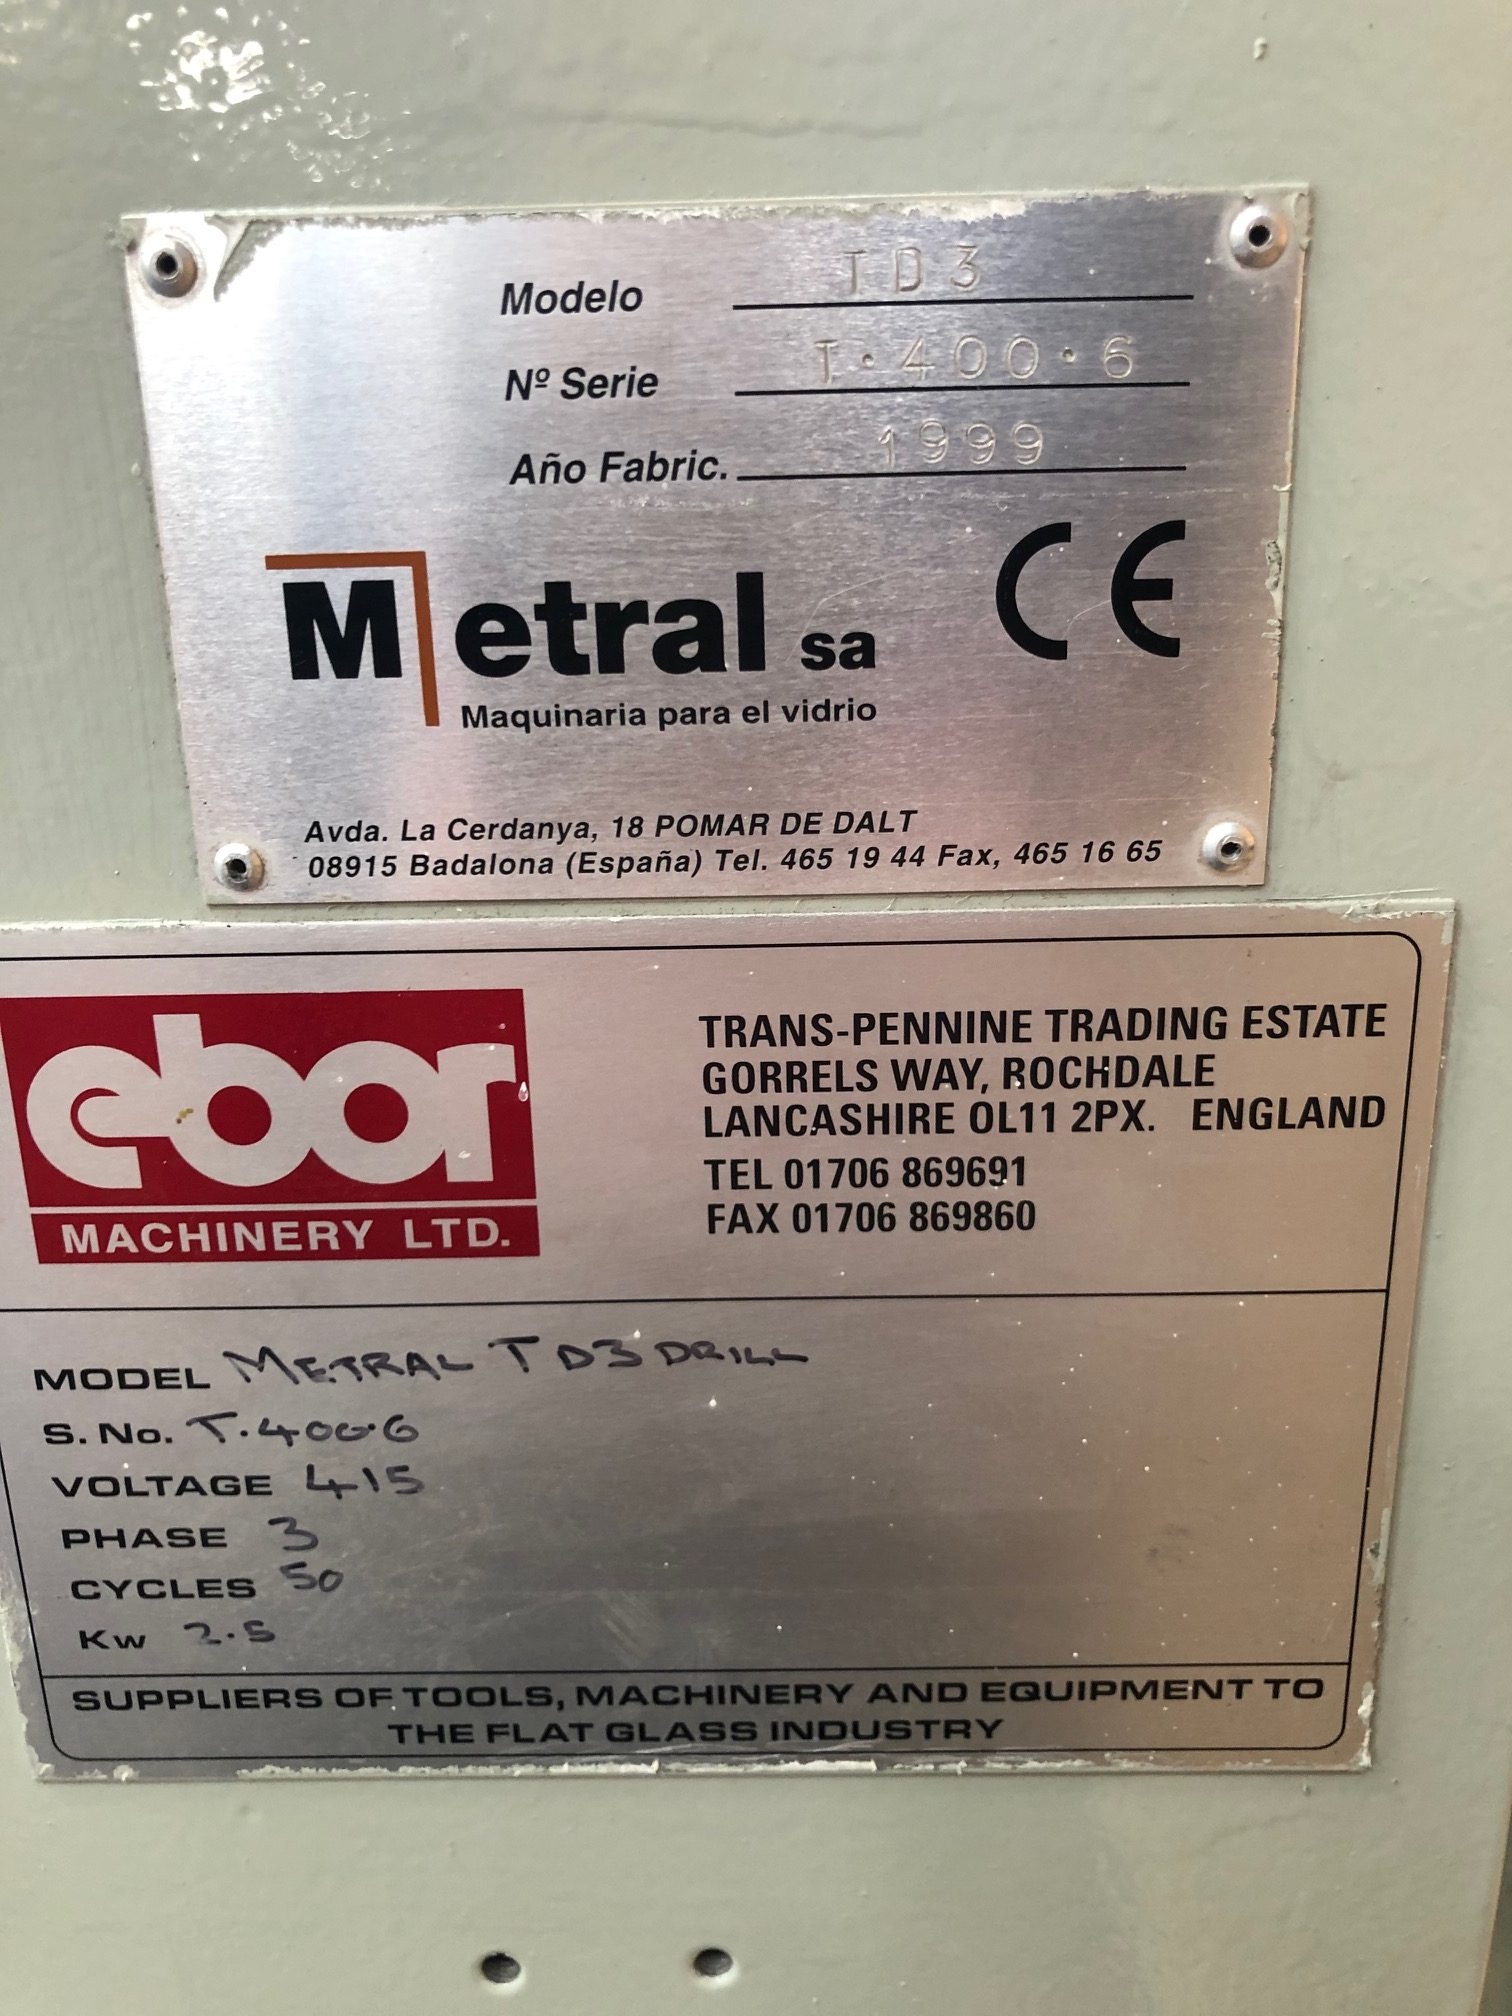 Modelo TD3
Nº Serie T·400·6
Año Fabric. 1999
Metral sa CE
Maquinaria para el vidrio
Avda. La Cerdanya, 18 POMAR DE DALT
08915 Badalona (España) Tel. 465 19 44 Fax, 465 16 65
ebor
MACHINERY LTD.
TRANS-PENNINE TRADING ESTATE
GORRELS WAY, ROCHDALE
LANCASHIRE OL11 2PX. ENGLAND
TEL 01706 869691
FAX 01706 869860
MODEL METRAL TD3 DRILL
S. No. T.400.6
VOLTAGE 415
PHASE 3
CYCLES 50
Kw 2.5
SUPPLIERS OF TOOLS, MACHINERY AND EQUIPMENT TO
THE FLAT GLASS INDUSTRY